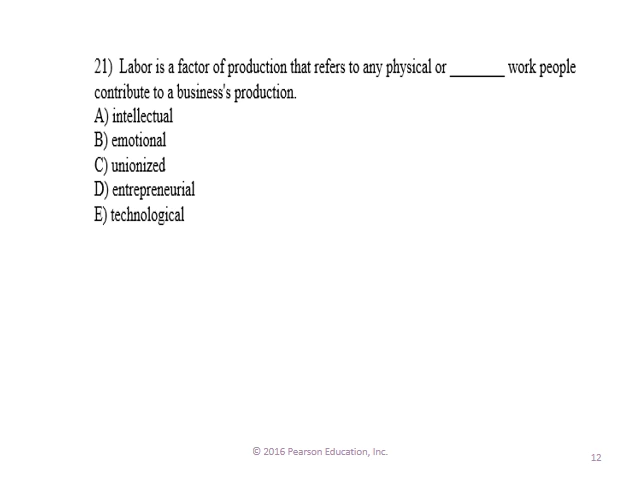 21) Labor is a factor of production that refers to any physical or _______ work people
contribute to a business's production.
A) intellectual
B) emotional
C) unionized
D) entrepreneurial
E) technological
© 2016 Pearson Education, Inc.
12